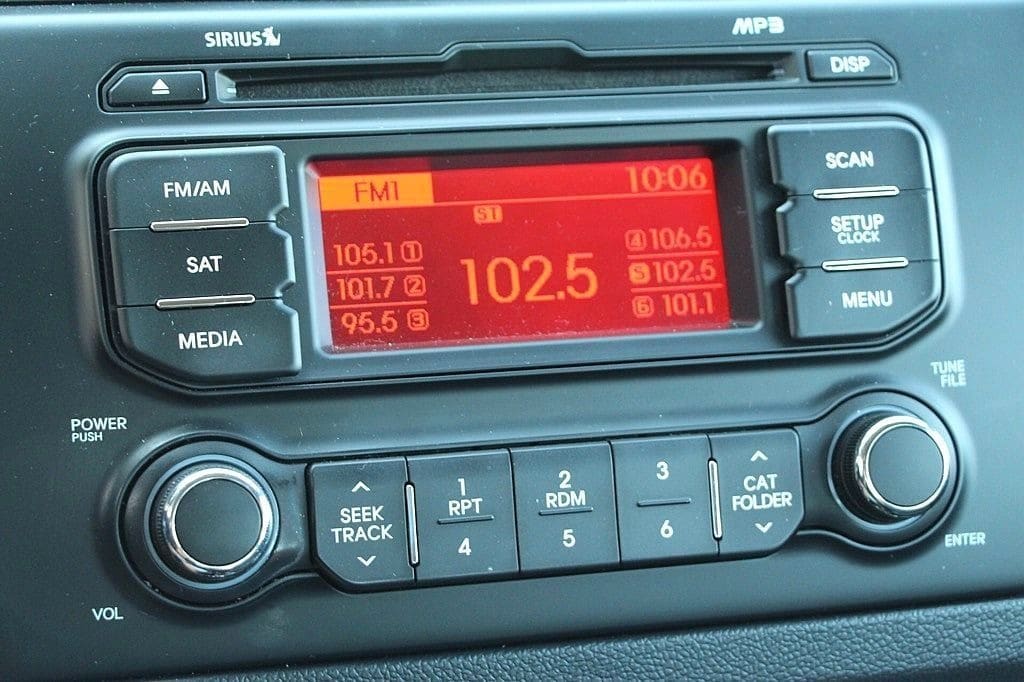 SIRIUS
MP3
DISP
FM/AM
SAT
MEDIA
FM1
10:06
ST
105.1 1
101.7 2
95.5 3
102.5
4 106.5
5 102.5
6 101.1
SCAN
SETUP
CLOCK
MENU
POWER
PUSH
VOL
SEEK
TRACK
1
RPT
4
2
RDM
5
3
6
CAT
FOLDER
TUNE
FILE
ENTER